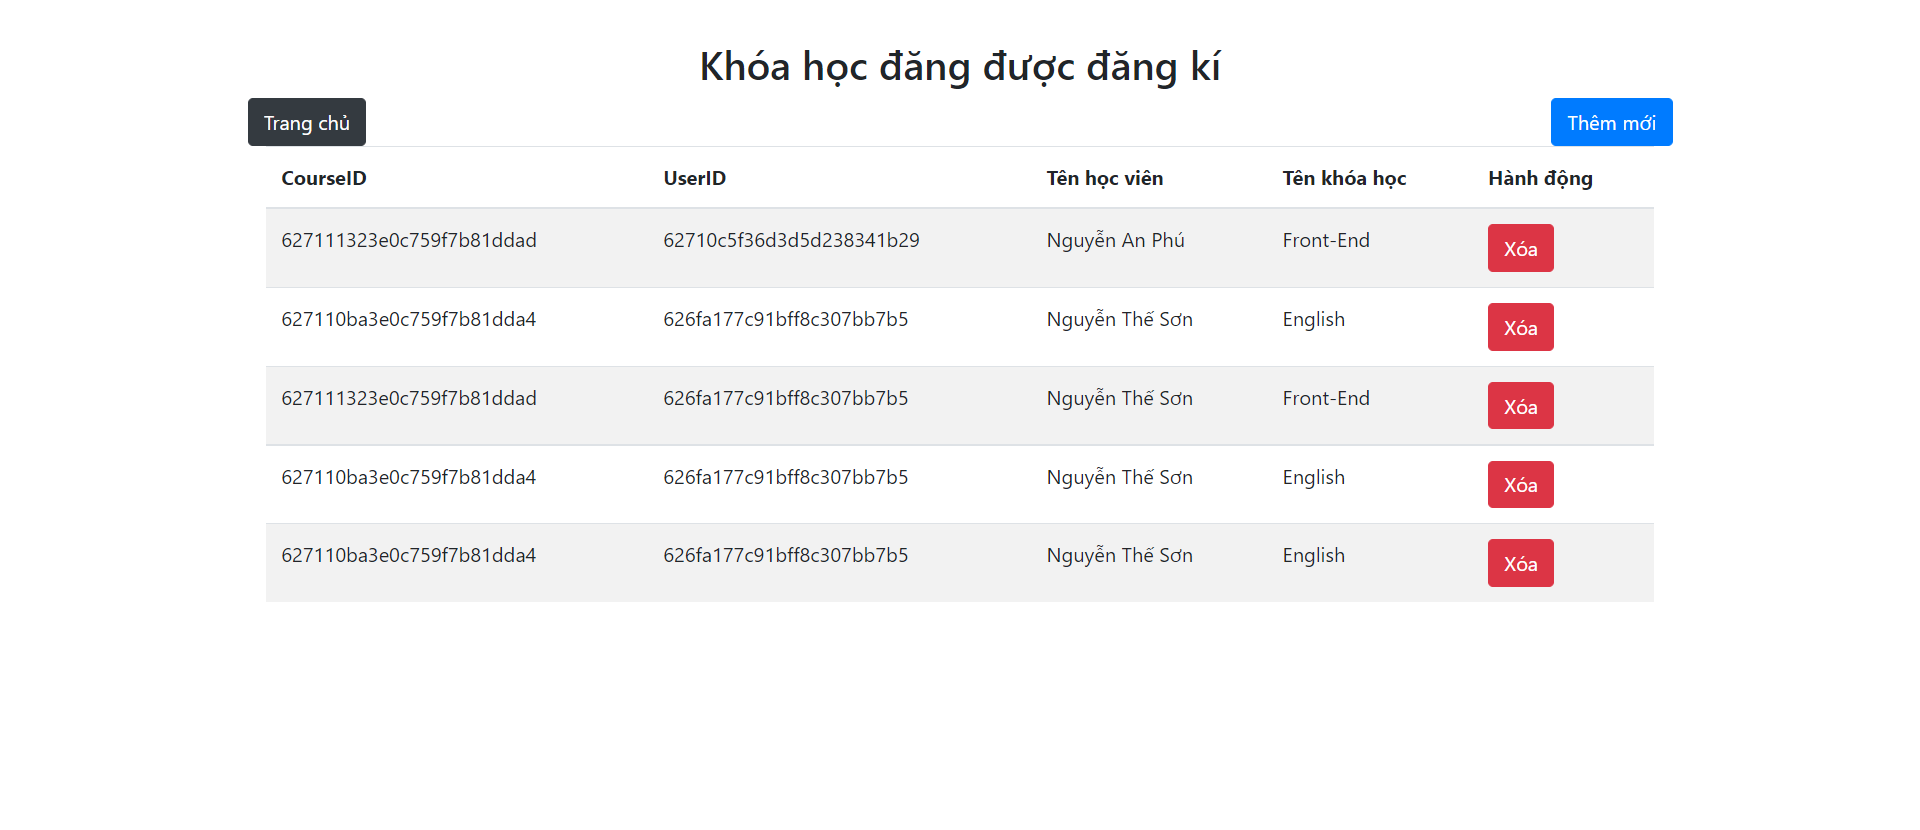 Khóa học đăng được đăng kí
Trang chủ Thêm mới
CourseID UserID Tên học viên Tên khóa học Hành động
627111323e0c759f7b81ddad 62710c5f36d3d5d238341b29 Nguyễn An Phú Front-End Xóa
627110ba3e0c759f7b81dda4 626fa177c91bff8c307bb7b5 Nguyễn Thế Sơn English Xóa
627111323e0c759f7b81ddad 626fa177c91bff8c307bb7b5 Nguyễn Thế Sơn Front-End Xóa
627110ba3e0c759f7b81dda4 626fa177c91bff8c307bb7b5 Nguyễn Thế Sơn English Xóa
627110ba3e0c759f7b81dda4 626fa177c91bff8c307bb7b5 Nguyễn Thế Sơn English Xóa